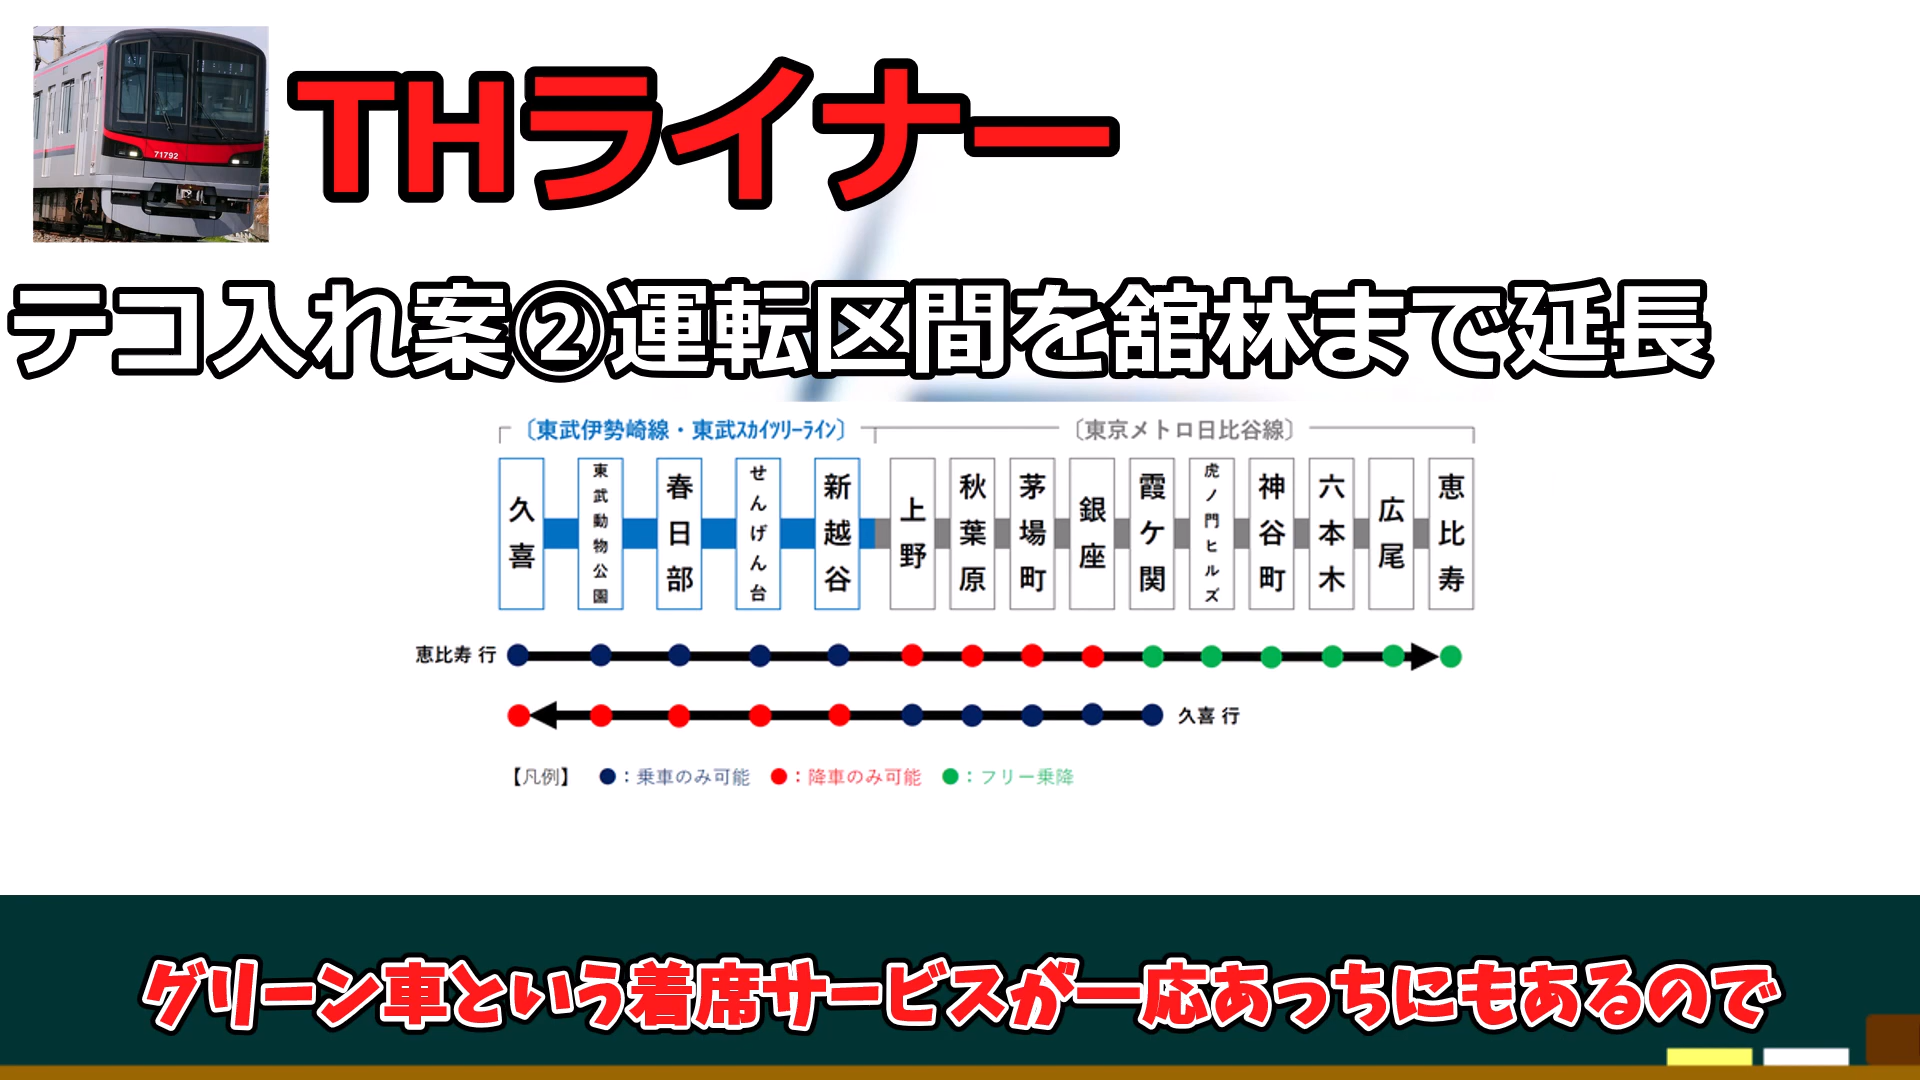 71792
THライナー
テコ入れ案②運転区間を舘林まで延長
〔東武伊勢崎線・東武ｽｶｲﾂﾘｰﾗｲﾝ〕
〔東京メトロ日比谷線〕
久喜
東武動物公園
春日部
せんげん台
新越谷
上野
秋葉原
茅場町
銀座
霞ケ関
虎ノ門ヒルズ
神谷町
六本木
広尾
恵比寿
恵比寿 行
久喜 行
【凡例】 ●：乗車のみ可能 ●：降車のみ可能 ●：フリー乗降
グリーン車という着席サービスが一応あっちにもあるので